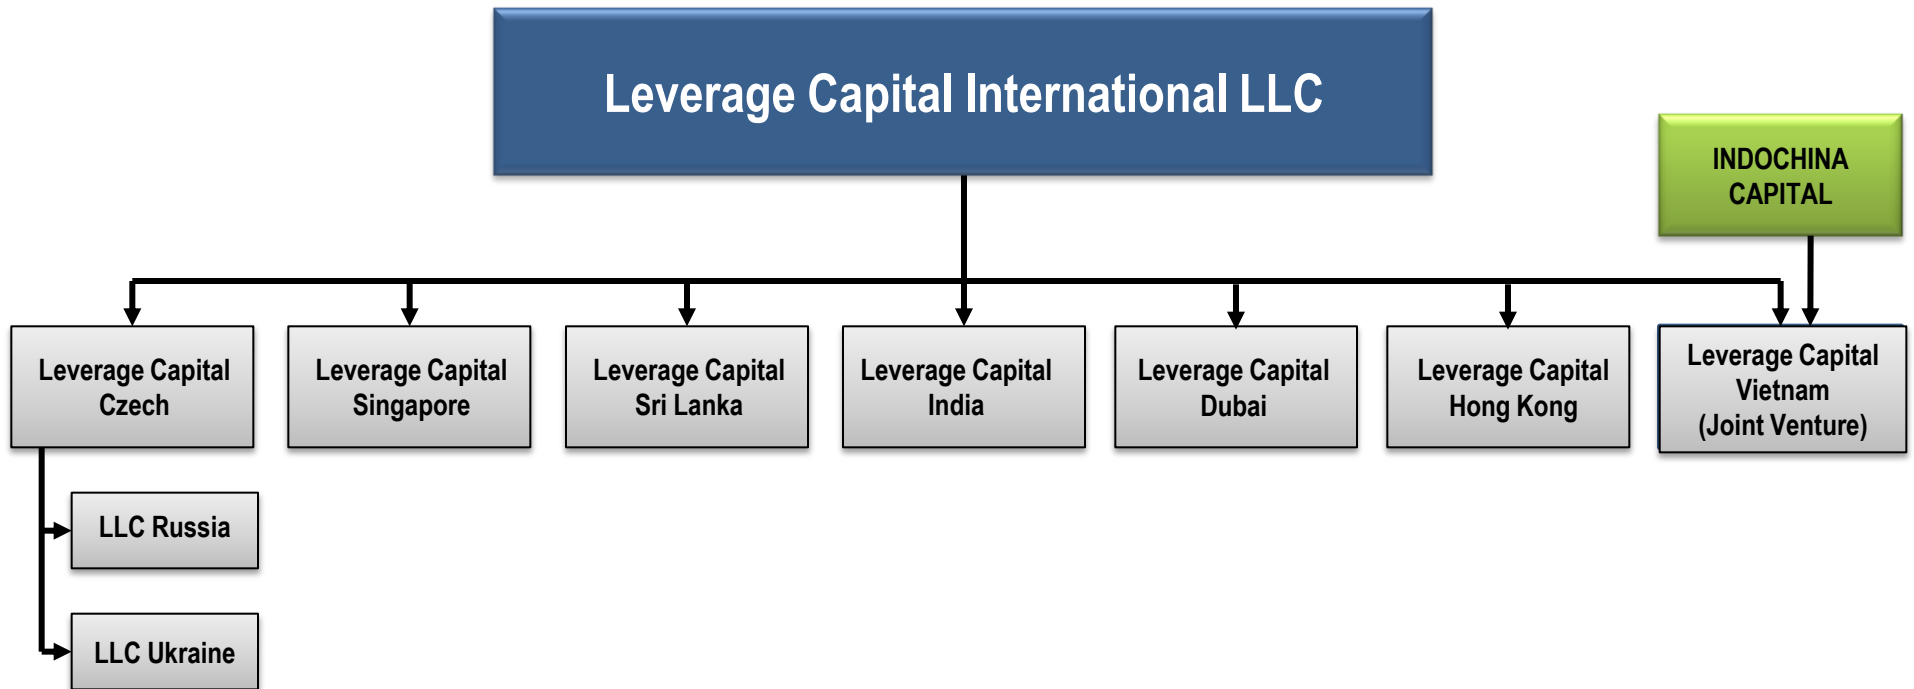 Leverage Capital International LLC
INDOCHINA
CAPITAL
Leverage Capital
Czech
Leverage Capital
Singapore
Leverage Capital
Sri Lanka
Leverage Capital
India
Leverage Capital
Dubai
Leverage Capital
Hong Kong
Leverage Capital
Vietnam
(Joint Venture)
LLC Russia
LLC Ukraine